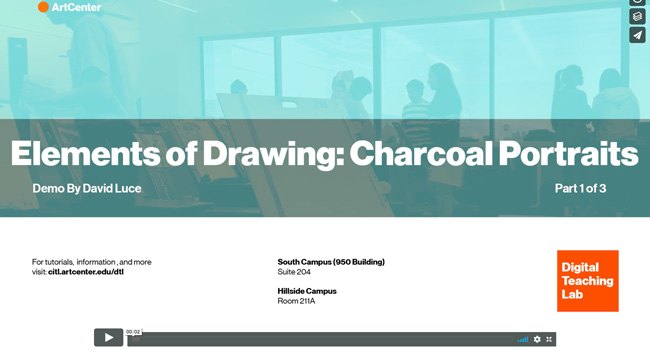 ArtCenter
Elements of Drawing: Charcoal Portraits
Demo By David Luce
Part 1 of 3
For tutorials, information, and more
visit: citl.artcenter.edu/dtl
South Campus (950 Building)
Suite 204
Hillside Campus
Room 211A
Digital
Teaching
Lab
00:02